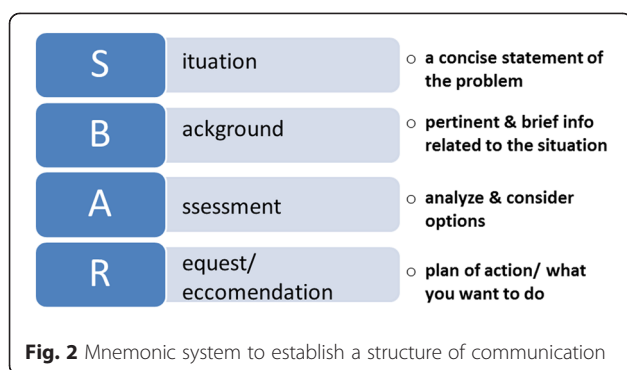 S ituation ○ a concise statement of
the problem
B ackground ○ pertinent & brief info
related to the situation
A ssessment ○ analyze & consider
options
R equest/
eccomendation ○ plan of action/ what
you want to do
Fig. 2 Mnemonic system to establish a structure of communication